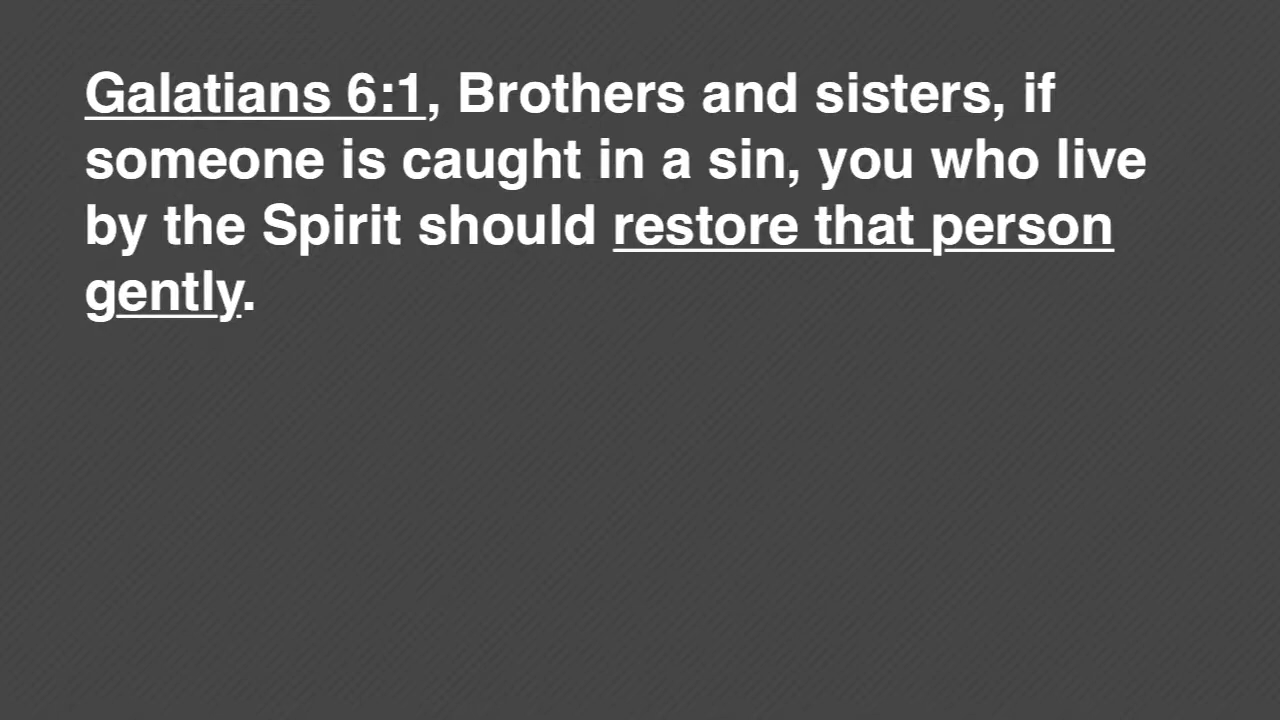 Galatians 6:1, Brothers and sisters, if
someone is caught in a sin, you who live
by the Spirit should restore that person
gently.